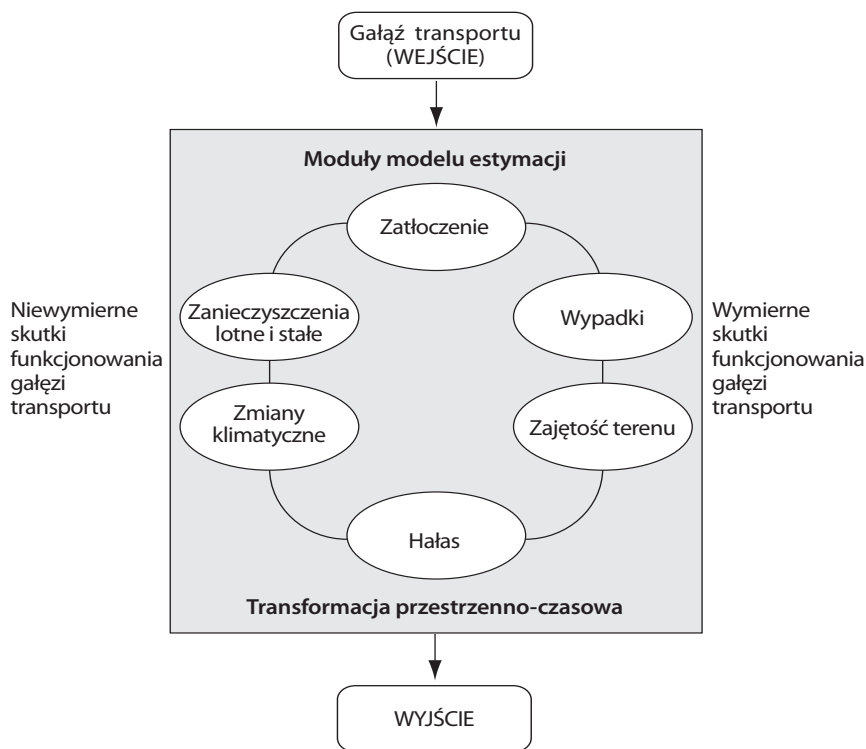 Gałąź transportu
(WEJŚCIE)
Moduły modelu estymacji
Zatłoczenie
Niewymierne
skutki
funkcjonowania
gałęzi
transportu
Zanieczyszczenia
lotne i stałe
Wypadki
Wymierne
skutki
funkcjonowania
gałęzi
transportu
Zmiany
klimatyczne
Zajętość terenu
Hałas
Transformacja przestrzenno-czasowa
WYJŚCIE